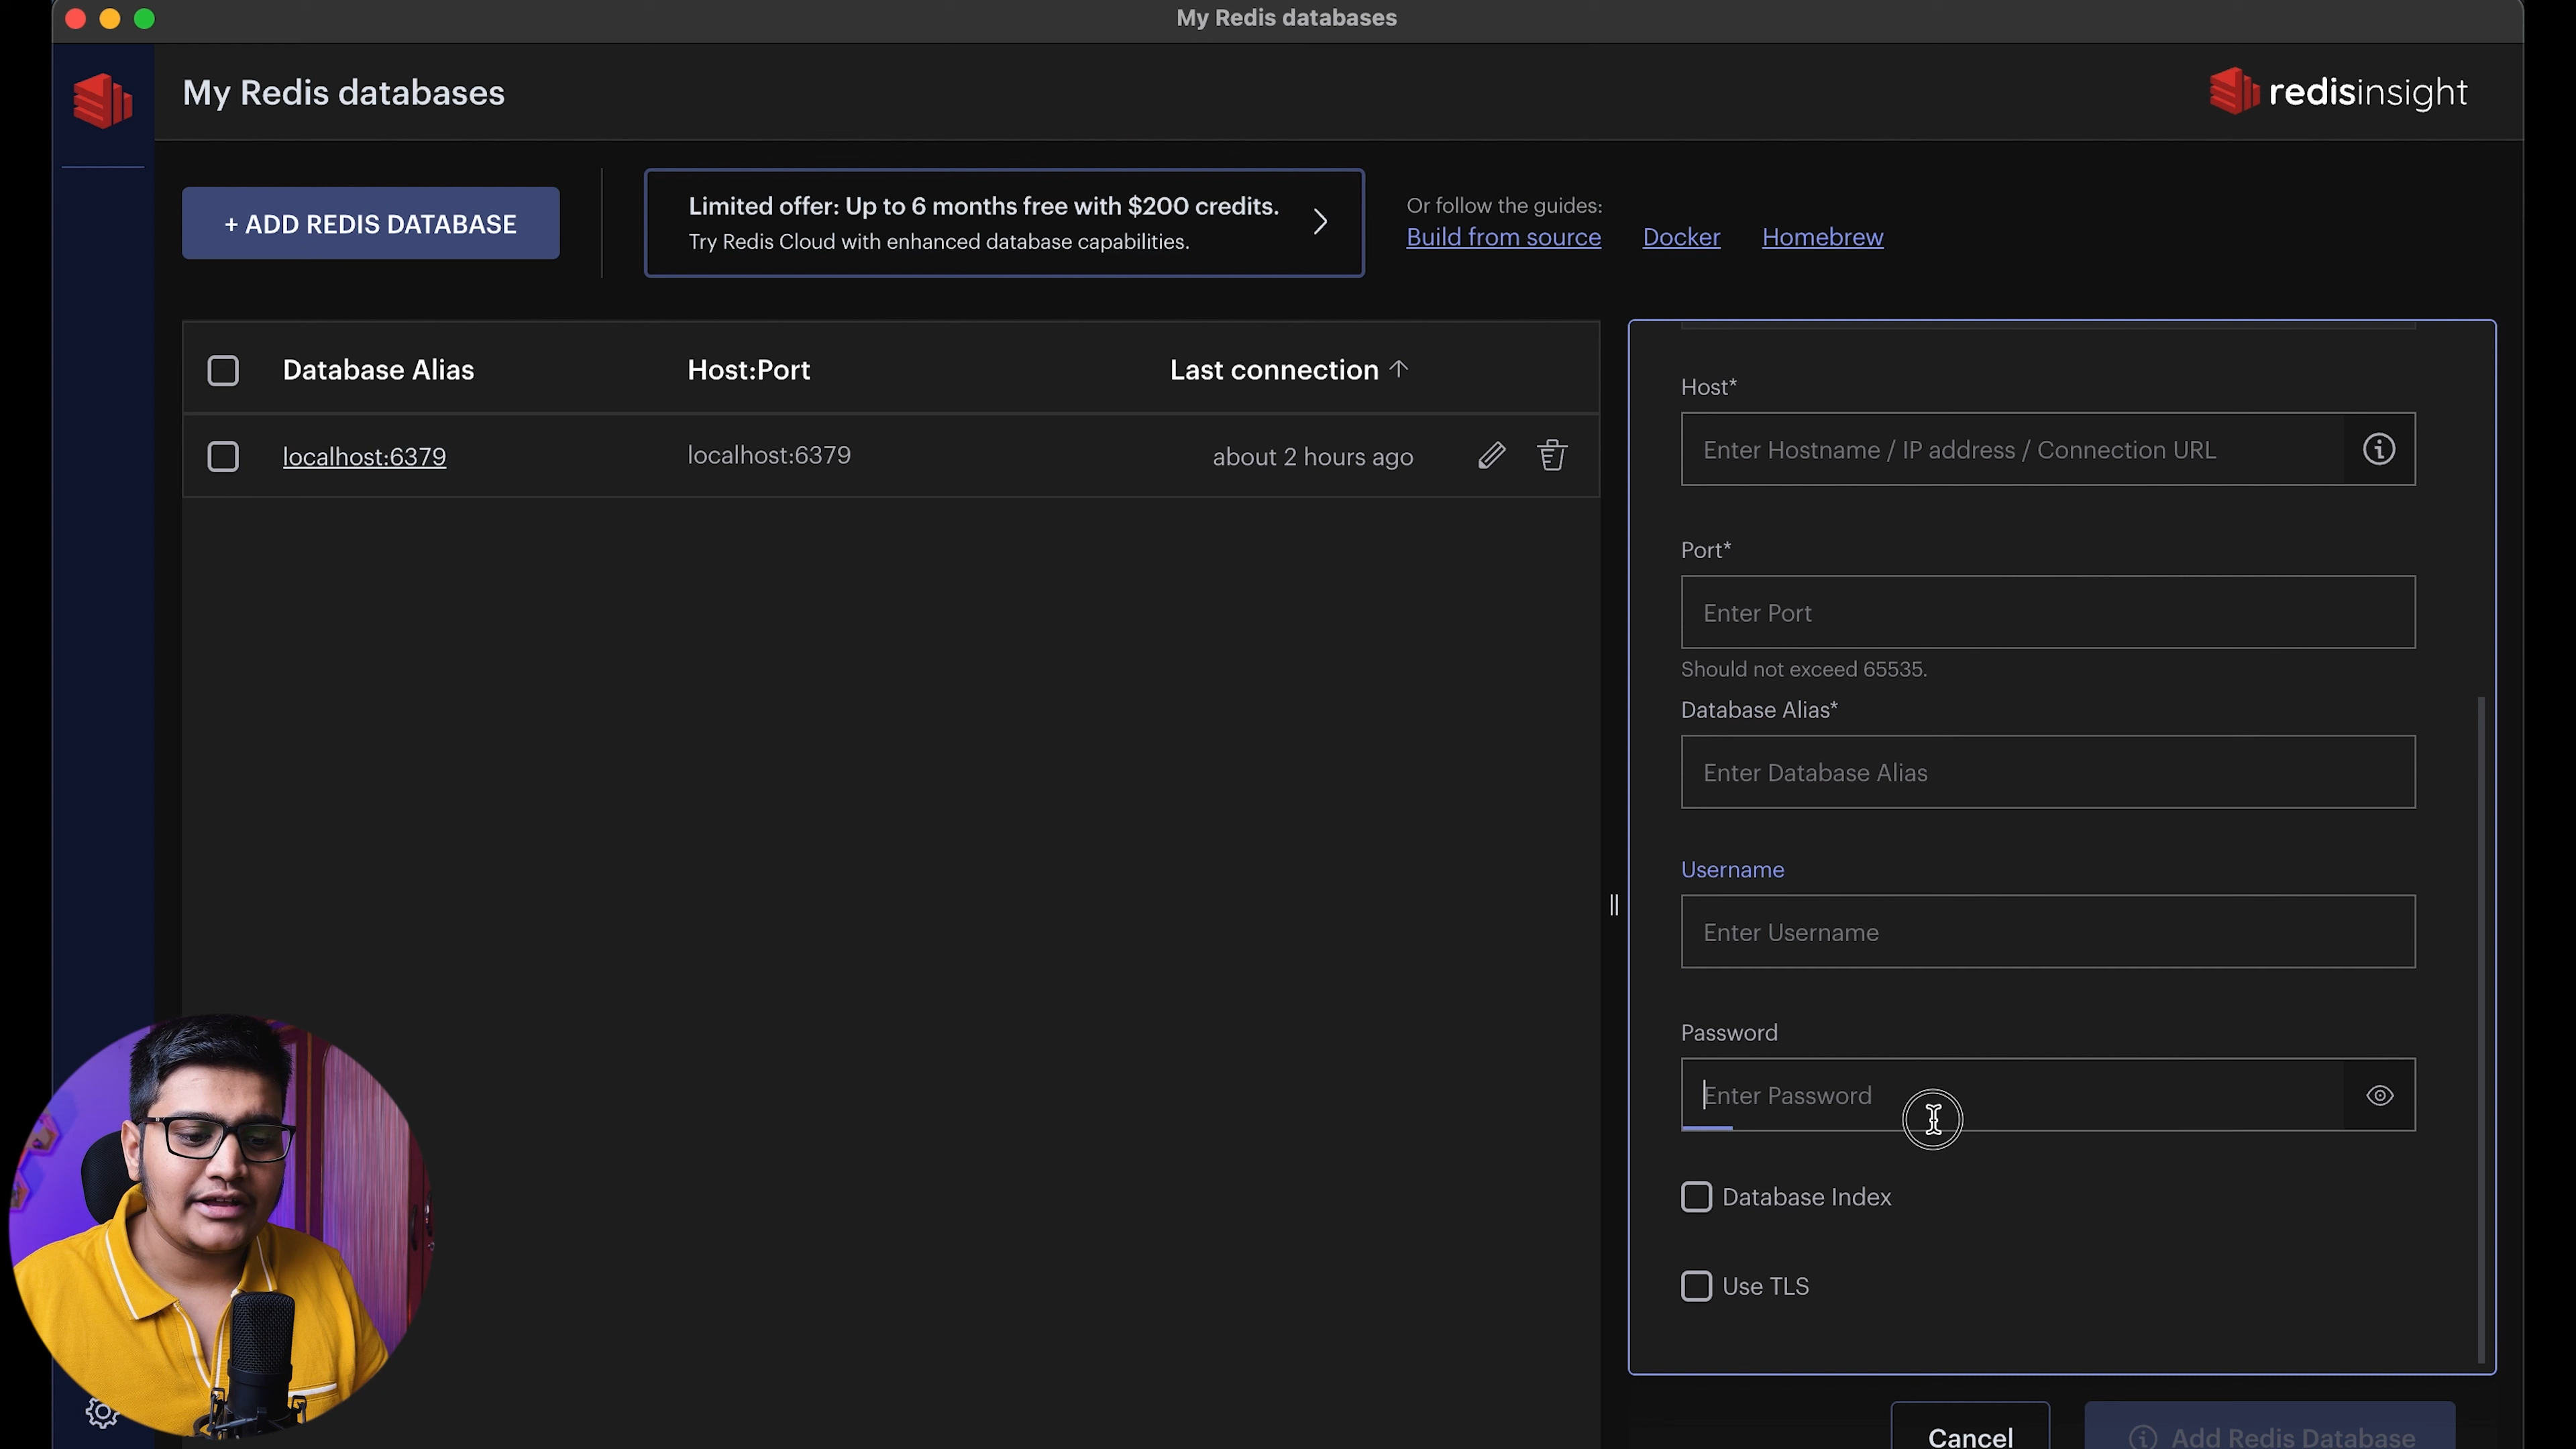 My Redis databases
My Redis databases
redisinsight
+ ADD REDIS DATABASE
Limited offer: Up to 6 months free with $200 credits.
Try Redis Cloud with enhanced database capabilities.
Or follow the guides:
Build from source Docker Homebrew
Database Alias Host:Port Last connection
localhost:6379 localhost:6379 about 2 hours ago
Host*
Enter Hostname / IP address / Connection URL
Port*
Enter Port
Should not exceed 65535.
Database Alias*
Enter Database Alias
Username
Enter Username
Password
Enter Password
Database Index
Use TLS
Cancel Add Redis Database